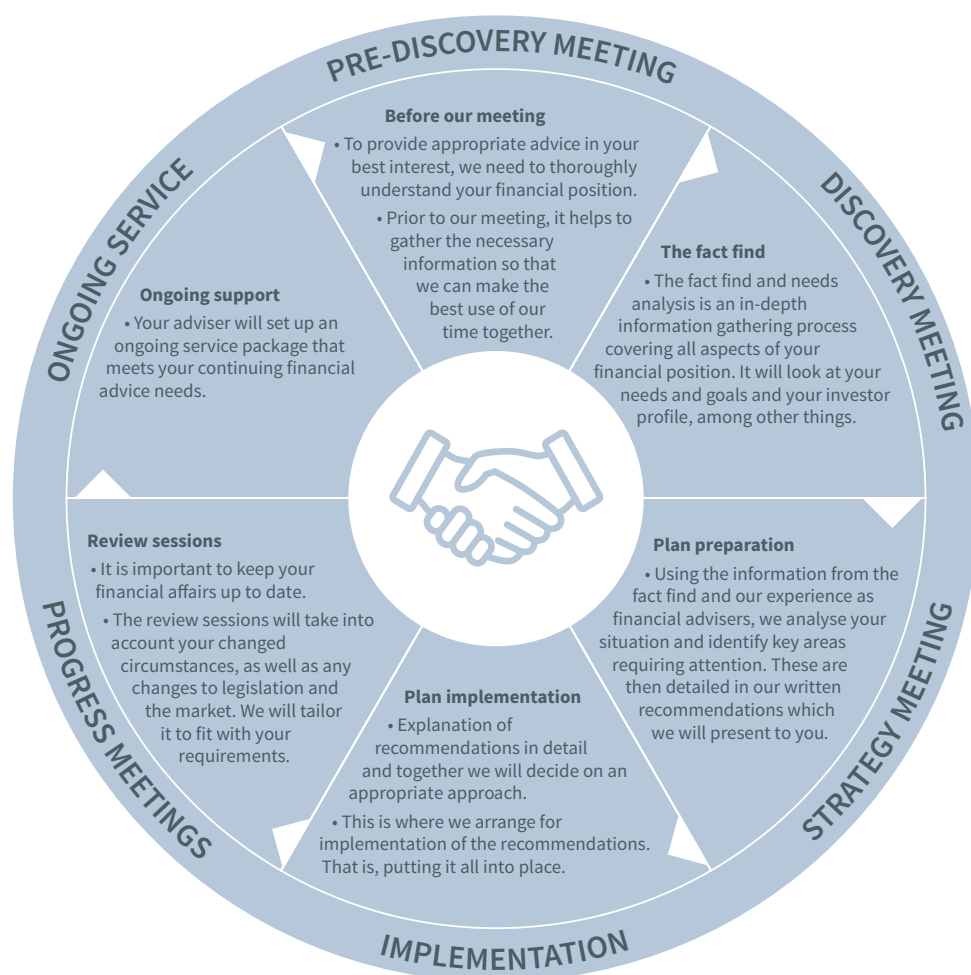 PRE-DISCOVERY MEETING
Before our meeting
• To provide appropriate advice in your
best interest, we need to thoroughly
understand your financial position.
• Prior to our meeting, it helps to
gather the necessary
information so that
we can make the
best use of our
time together.
DISCOVERY MEETING
The fact find
• The fact find and needs
analysis is an in-depth
information gathering process
covering all aspects of your
financial position. It will look at your
needs and goals and your investor
profile, among other things.
STRATEGY MEETING
Plan preparation
• Using the information from the
fact find and our experience as
financial advisers, we analyse your
situation and identify key areas
requiring attention. These are
then detailed in our written
recommendations which
we will present to you.
IMPLEMENTATION
Plan implementation
• Explanation of
recommendations in detail
and together we will decide on an
appropriate approach.
• This is where we arrange for
implementation of the recommendations.
That is, putting it all into place.
PROGRESS MEETINGS
Review sessions
• It is important to keep your
financial affairs up to date.
• The review sessions will take into
account your changed
circumstances, as well as any
changes to legislation and
the market. We will tailor
it to fit with your
requirements.
ONGOING SERVICE
Ongoing support
• Your adviser will set up an
ongoing service package that
meets your continuing financial
advice needs.